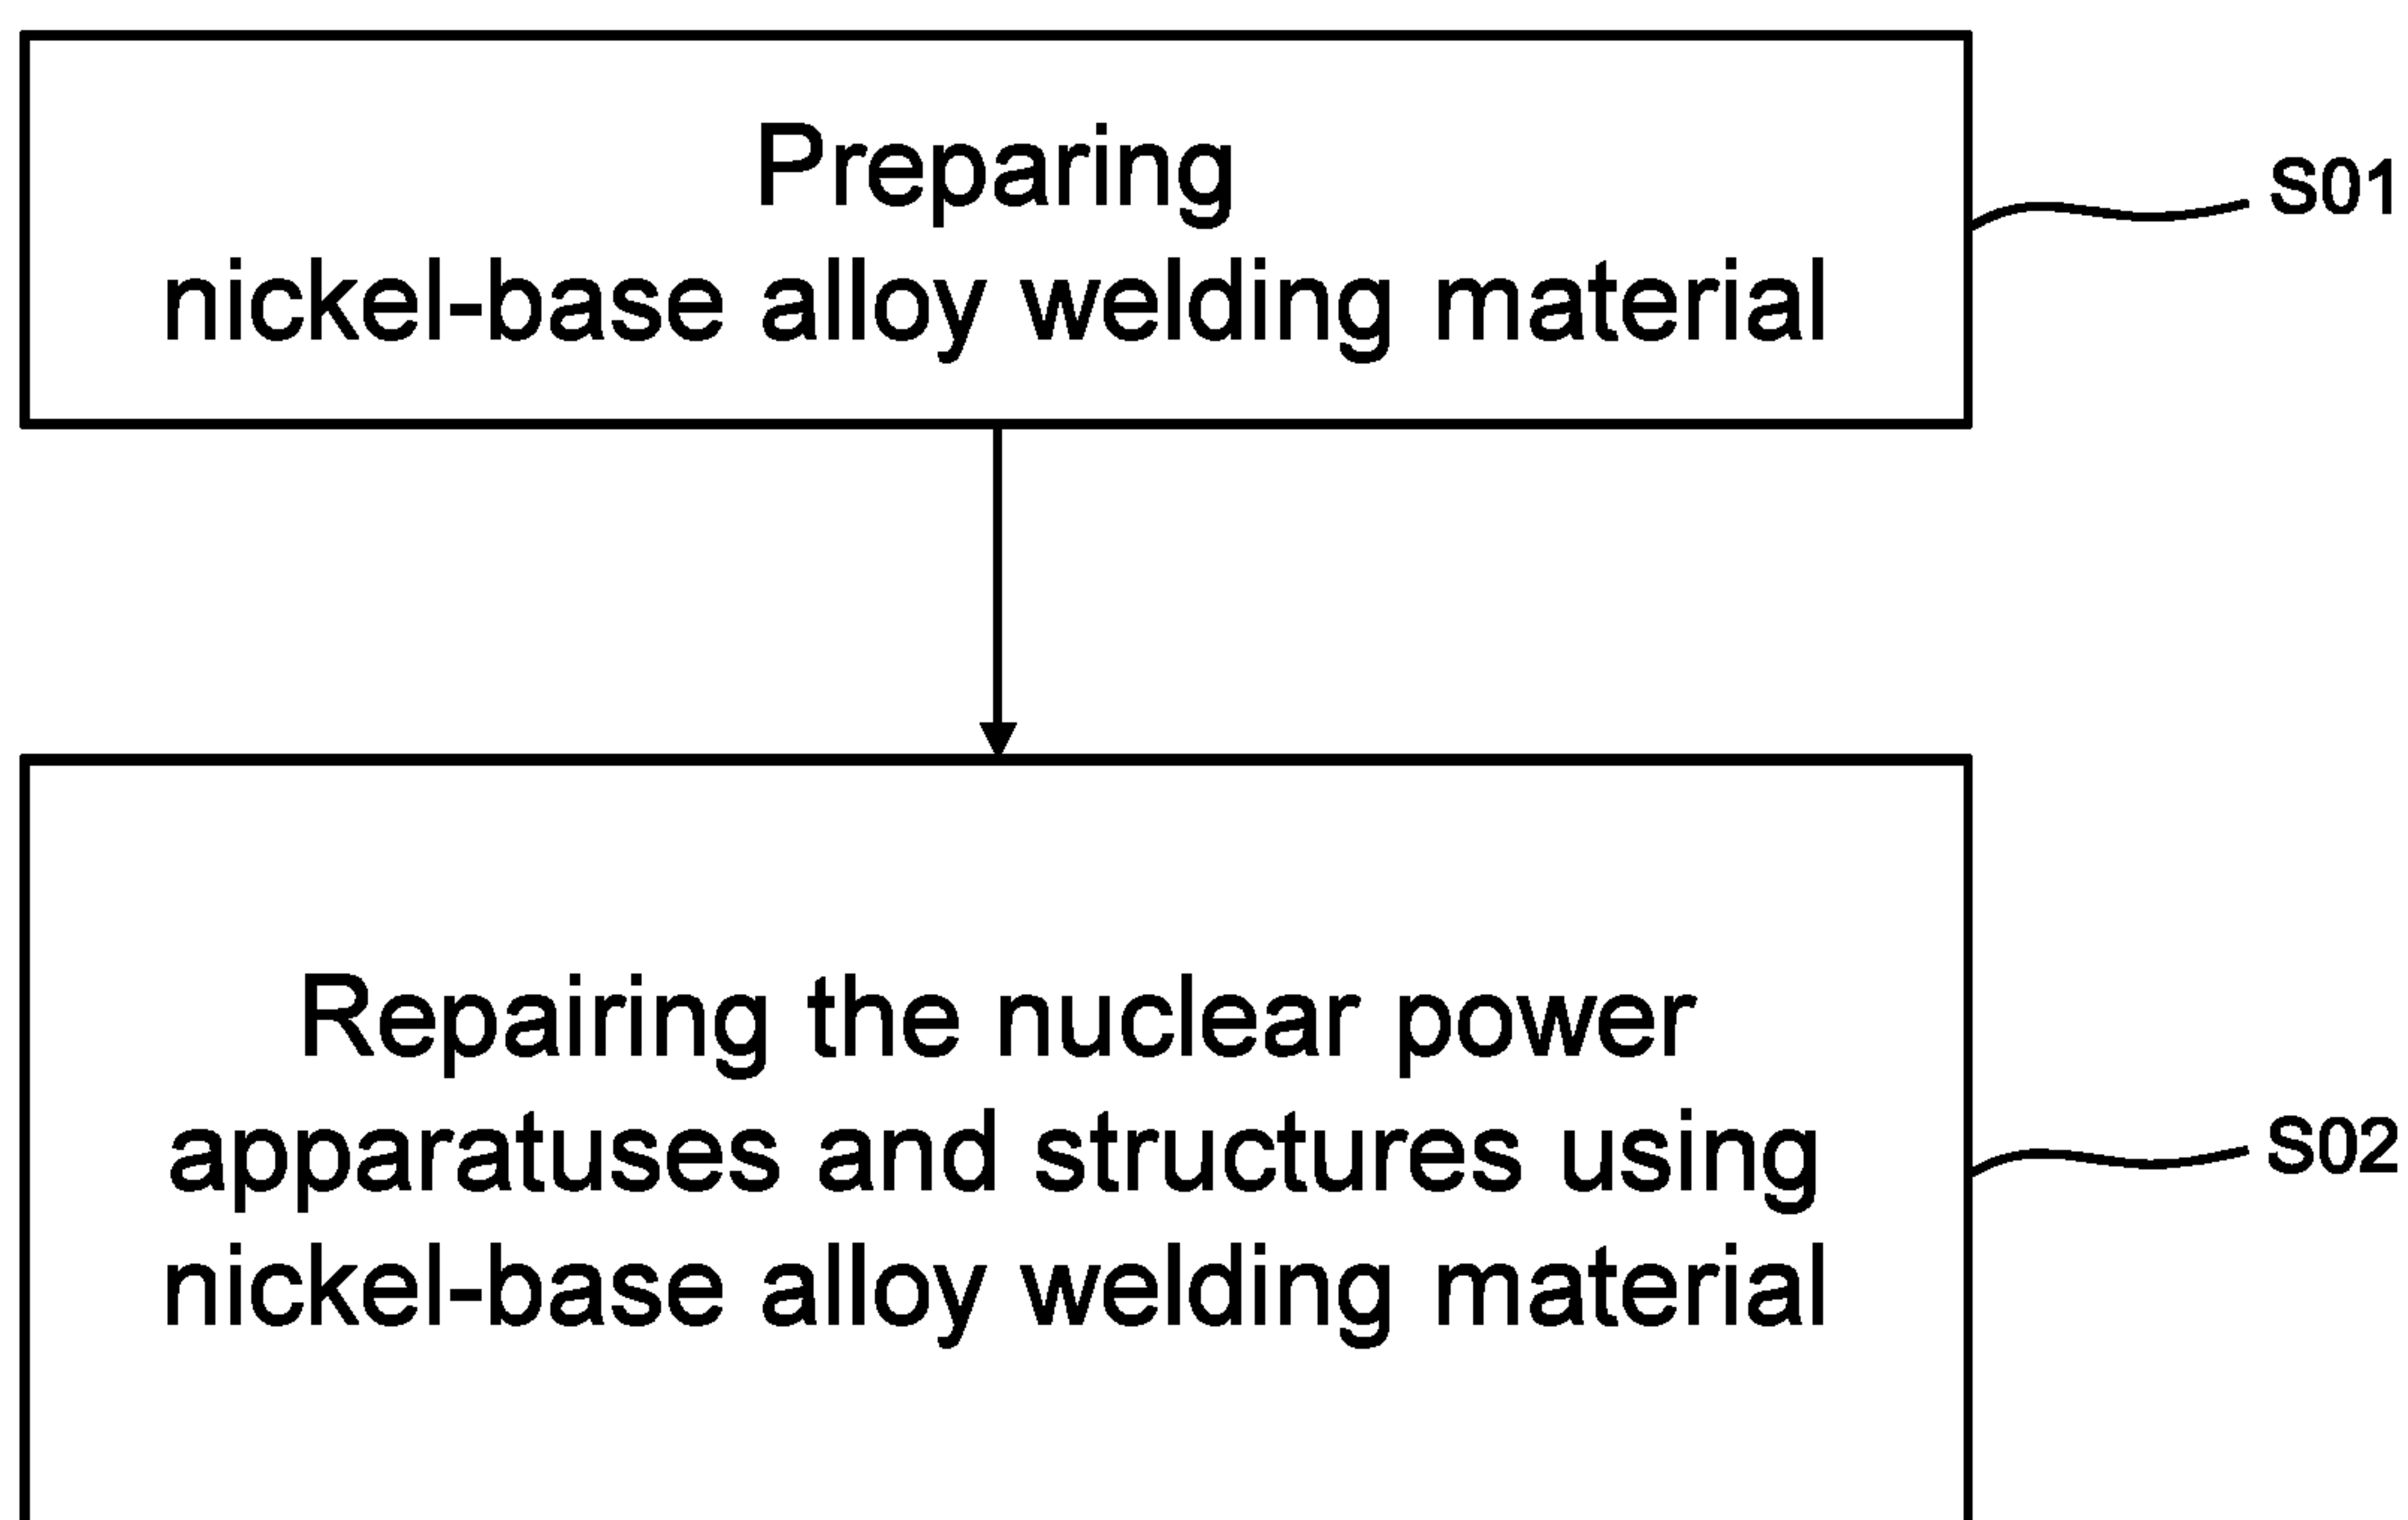 Preparing
nickel-base alloy welding material
S01
Repairing the nuclear power
apparatuses and structures using
nickel-base alloy welding material
S02